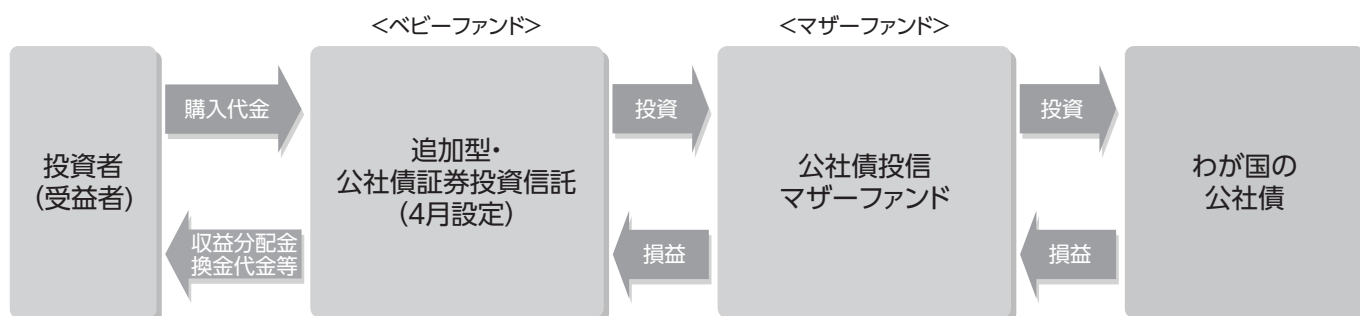 <ベビーファンド>
<マザーファンド>
投資者
(受益者)
購入代金
収益分配金
換金代金等
追加型・
公社債証券投資信託
(4月設定)
投資
損益
公社債投信
マザーファンド
投資
損益
わが国の
公社債